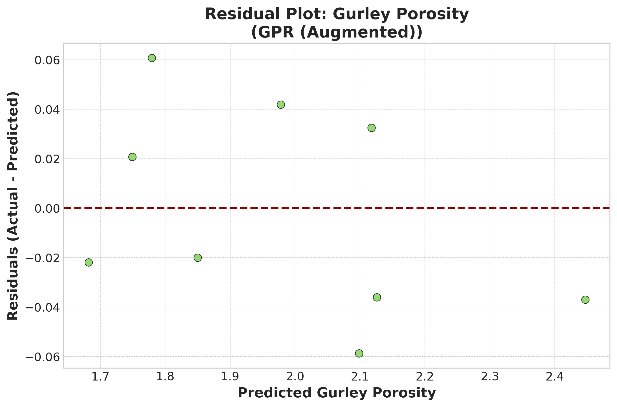 Residual Plot: Gurley Porosity
(GPR (Augmented))
Residuals (Actual - Predicted)
0.06
0.04
0.02
0.00
−0.02
−0.04
−0.06
1.7 1.8 1.9 2.0 2.1 2.2 2.3 2.4
Predicted Gurley Porosity